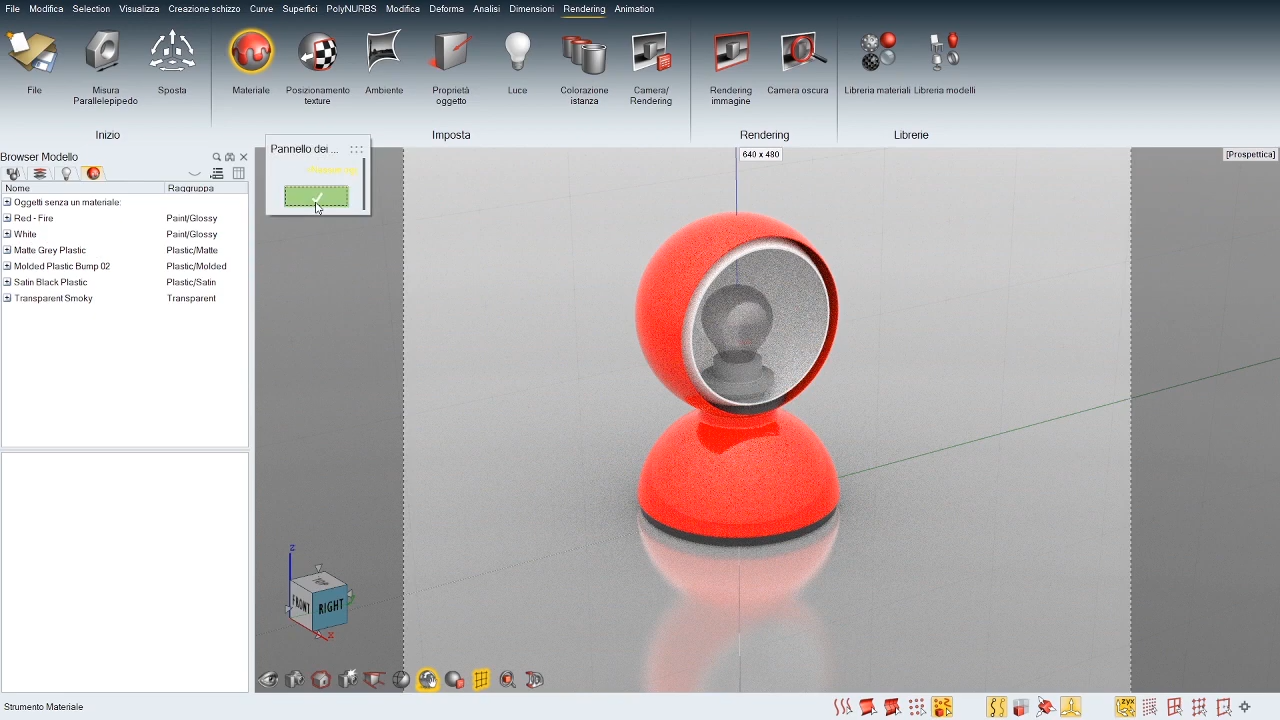 File Modifica Selection Visualizza Creazione schizzo Curve Superfici PolyNURBS Modifica Deforma Analisi Dimensioni Rendering Animation
File
Misura Parallelepipedo
Sposta
Materiale
Posizionamento texture
Ambiente
Proprietà oggetto
Luce
Colorazione istanza
Camera/ Rendering
Rendering immagine
Camera oscura
Libreria materiali
Libreria modelli
Inizio
Imposta
Rendering
Librerie
Browser Modello
Pannello dei ...
640 x 480
[Prospettica]
Nome Raggruppa
Oggetti senza un materiale:
Red - Fire Paint/Glossy
White Paint/Glossy
Matte Grey Plastic Plastic/Matte
Molded Plastic Bump 02 Plastic/Molded
Satin Black Plastic Plastic/Satin
Transparent Smoky Transparent
z
TOP
FRONT
RIGHT
x
Strumento Materiale